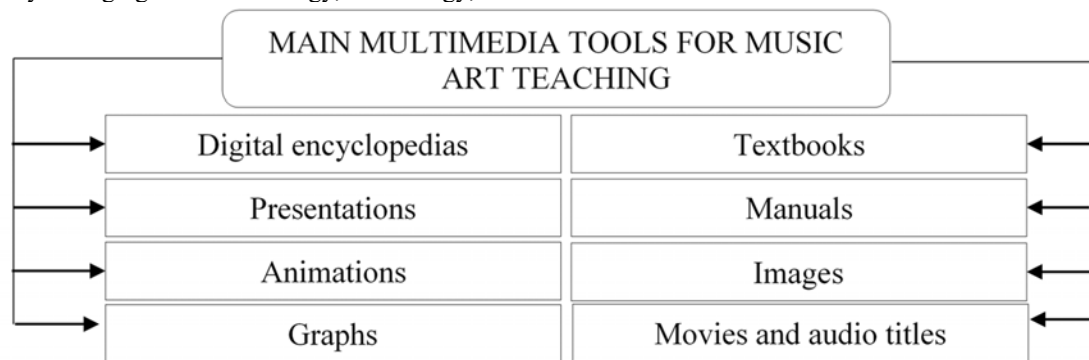 MAIN MULTIMEDIA TOOLS FOR MUSIC
ART TEACHING
Digital encyclopedias
Textbooks
Presentations
Manuals
Animations
Images
Graphs
Movies and audio titles